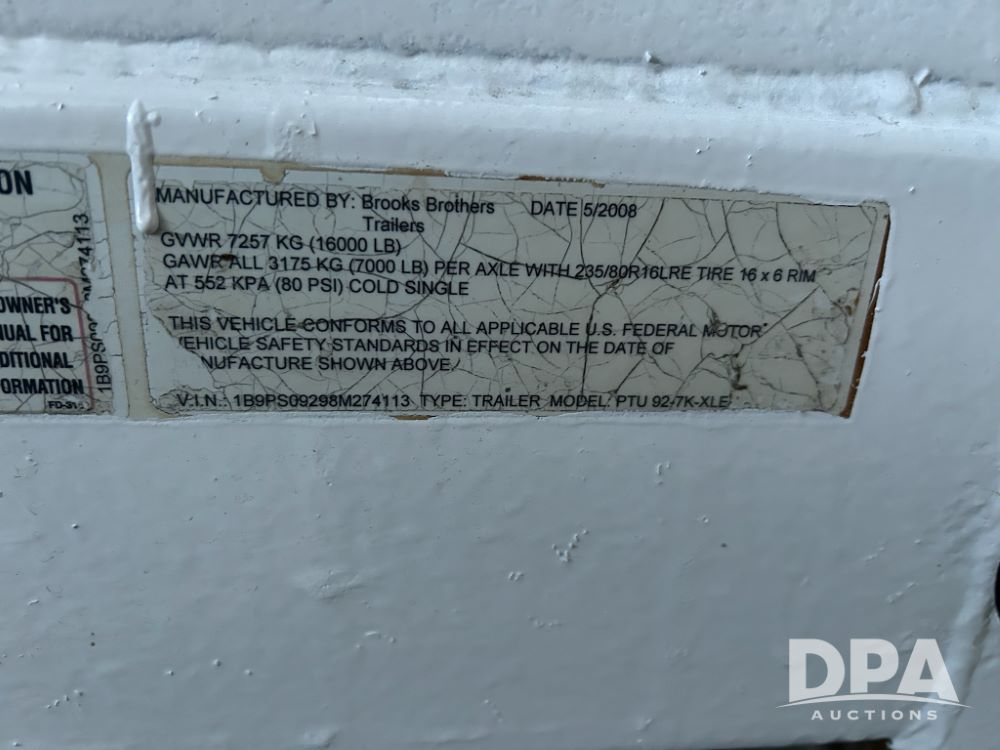 ON
OWNER'S
UAL FOR
DITIONAL
ORMATION
MANUFACTURED BY: Brooks Brothers DATE 5/2008
Trailers
GVWR 7257 KG (16000 LB)
GAWR ALL 3175 KG (7000 LB) PER AXLE WITH 235/80R16LRE TIRE 16 x 6 RIM
AT 552 KPA (80 PSI) COLD SINGLE
THIS VEHICLE CONFORMS TO ALL APPLICABLE U.S. FEDERAL MOTOR
VEHICLE SAFETY STANDARDS IN EFFECT ON THE DATE OF
NUFACTURE SHOWN ABOVE.
V.I.N.: 1B9PS09298M274113 TYPE: TRAILER MODEL: PTU 92-7K-XLE
DPA
AUCTIONS